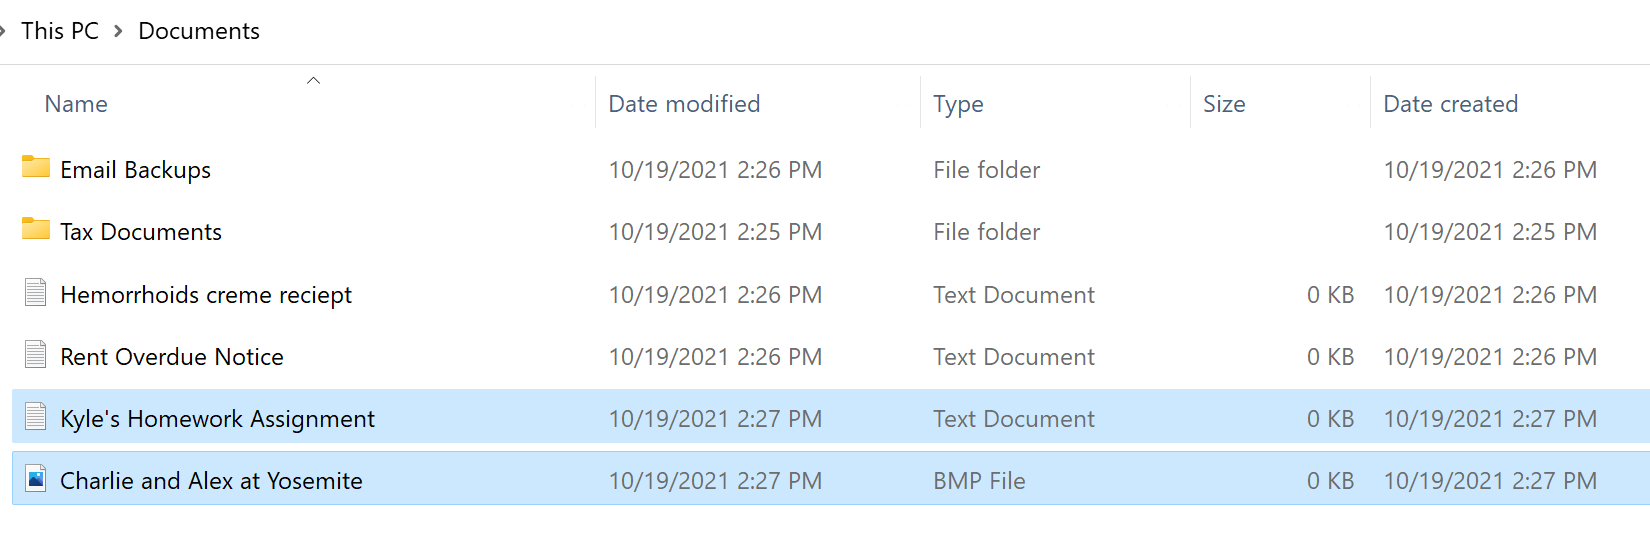 This PC > Documents
Name Date modified Type Size Date created
Email Backups 10/19/2021 2:26 PM File folder 10/19/2021 2:26 PM
Tax Documents 10/19/2021 2:25 PM File folder 10/19/2021 2:25 PM
Hemorrhoids creme reciept 10/19/2021 2:26 PM Text Document 0 KB 10/19/2021 2:26 PM
Rent Overdue Notice 10/19/2021 2:26 PM Text Document 0 KB 10/19/2021 2:26 PM
Kyle's Homework Assignment 10/19/2021 2:27 PM Text Document 0 KB 10/19/2021 2:27 PM
Charlie and Alex at Yosemite 10/19/2021 2:27 PM BMP File 0 KB 10/19/2021 2:27 PM